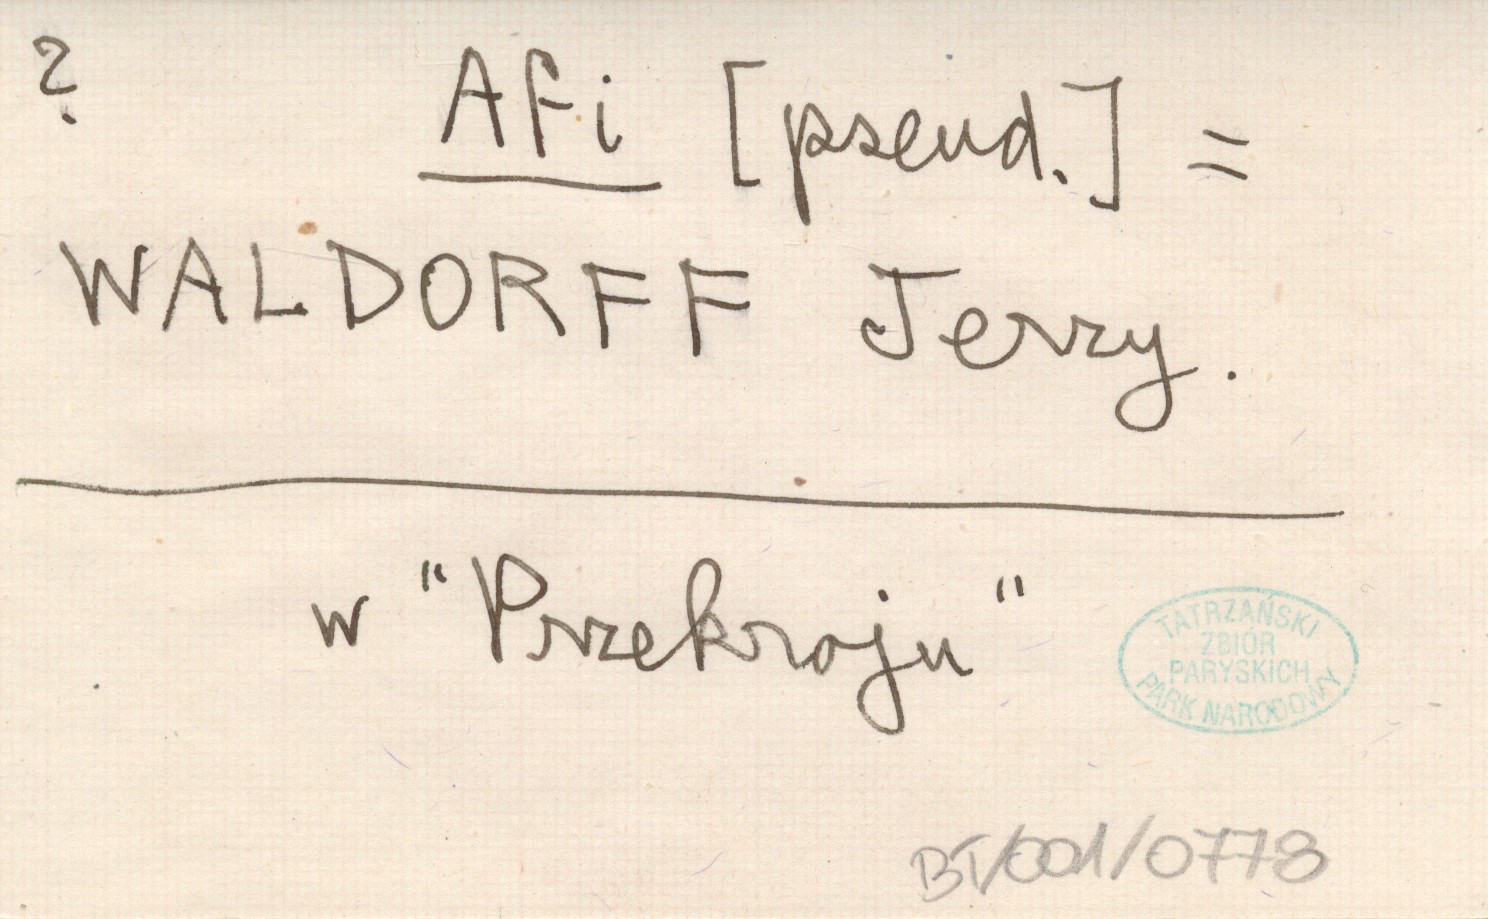 ? Afi [pseud.] =
WALDORFF Jerzy.
w "Przekroju"
TATRZAŃSKI
ZBIÓR
PARYSKICH
PARK NARODOWY
BT/001/0778